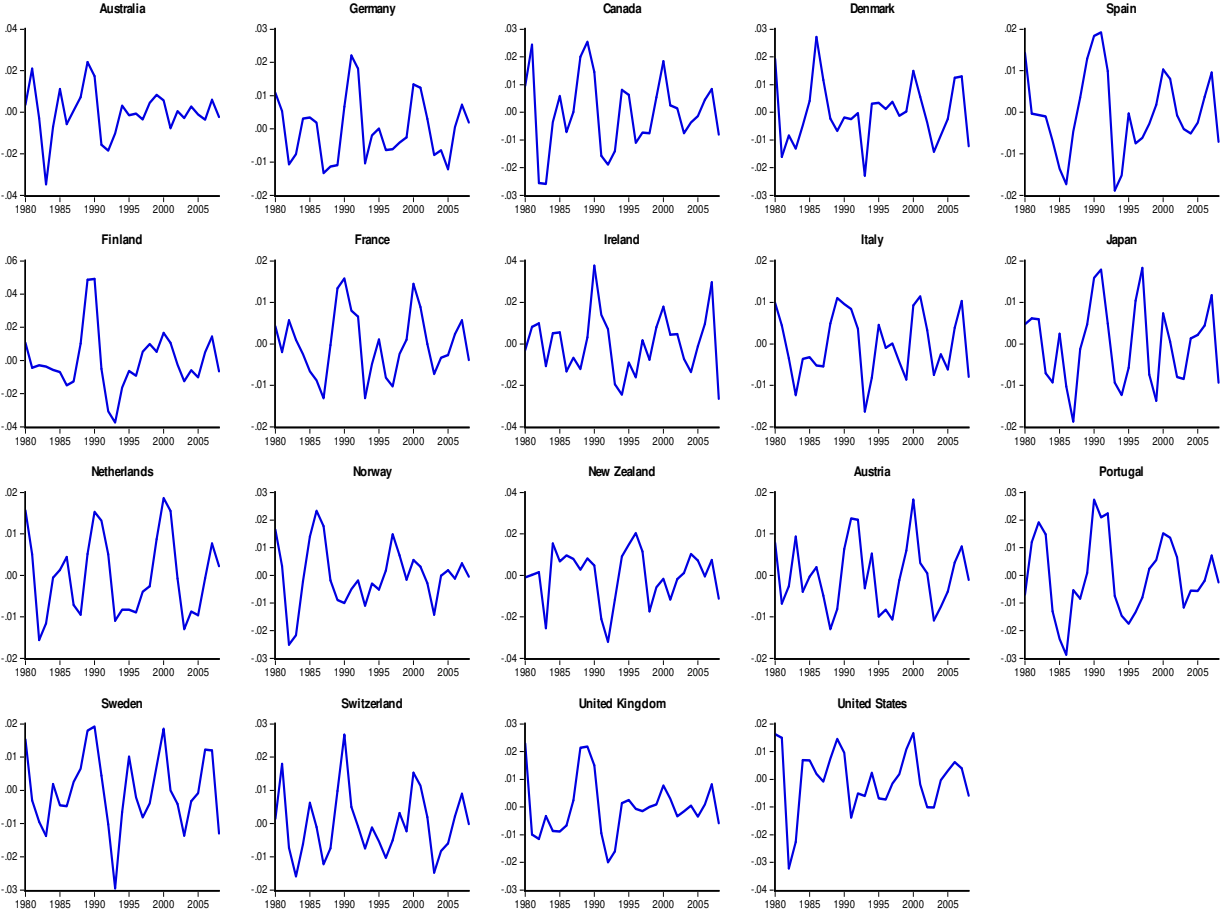 Australia
.04
.02
.00
-.02
-.04
1980 1985 1990 1995 2000 2005
Germany
.03
.02
.01
.00
-.01
-.02
1980 1985 1990 1995 2000 2005
Canada
.03
.02
.01
.00
-.01
-.02
-.03
1980 1985 1990 1995 2000 2005
Denmark
.03
.02
.01
.00
-.01
-.02
-.03
1980 1985 1990 1995 2000 2005
Spain
.02
.01
.00
-.01
-.02
1980 1985 1990 1995 2000 2005
Finland
.06
.04
.02
.00
-.02
-.04
1980 1985 1990 1995 2000 2005
France
.02
.01
.00
-.01
-.02
1980 1985 1990 1995 2000 2005
Ireland
.04
.02
.00
-.02
-.04
1980 1985 1990 1995 2000 2005
Italy
.02
.01
.00
-.01
-.02
1980 1985 1990 1995 2000 2005
Japan
.02
.01
.00
-.01
-.02
1980 1985 1990 1995 2000 2005
Netherlands
.02
.01
.00
-.01
-.02
1980 1985 1990 1995 2000 2005
Norway
.03
.02
.01
.00
-.01
-.02
-.03
1980 1985 1990 1995 2000 2005
New Zealand
.04
.02
.00
-.02
-.04
1980 1985 1990 1995 2000 2005
Austria
.02
.01
.00
-.01
-.02
1980 1985 1990 1995 2000 2005
Portugal
.03
.02
.01
.00
-.01
-.02
-.03
1980 1985 1990 1995 2000 2005
Sweden
.02
.01
.00
-.01
-.02
-.03
1980 1985 1990 1995 2000 2005
Switzerland
.03
.02
.01
.00
-.01
-.02
1980 1985 1990 1995 2000 2005
United Kingdom
.03
.02
.01
.00
-.01
-.02
-.03
1980 1985 1990 1995 2000 2005
United States
.02
.01
.00
-.01
-.02
-.03
-.04
1980 1985 1990 1995 2000 2005